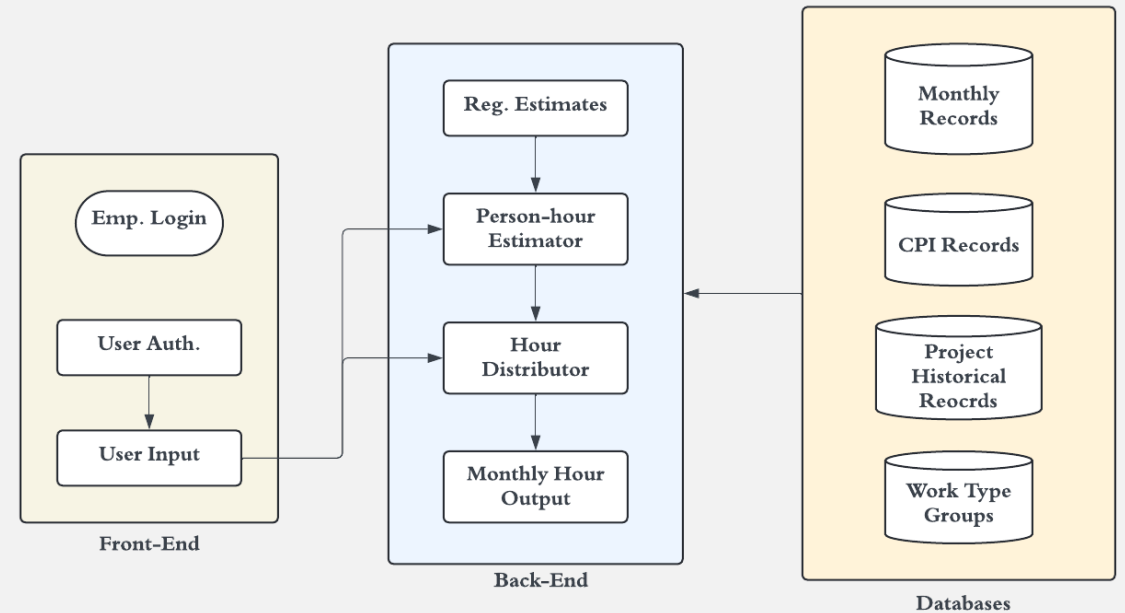 Emp. Login
User Auth.
User Input
Front-End
Reg. Estimates
Person-hour
Estimator
Hour
Distributor
Monthly Hour
Output
Back-End
Monthly
Records
CPI Records
Project
Historical
Reocrds
Work Type
Groups
Databases